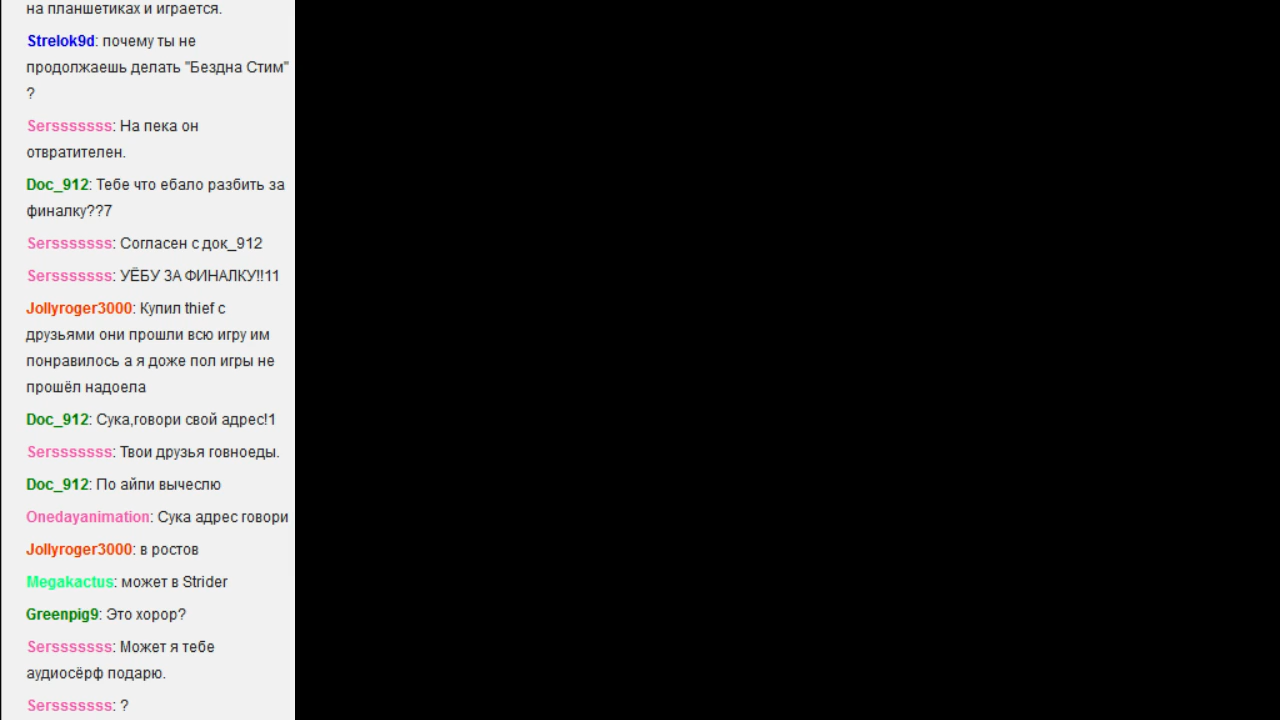 на планшетиках и играется.
Strelok9d: почему ты не
продолжаешь делать "Бездна Стим"
?
Sersssssss: На пека он
отвратителен.
Doc_912: Тебе что ебало разбить за
финалку??7
Sersssssss: Согласен с док_912
Sersssssss: УЁБУ ЗА ФИНАЛКУ!!11
Jollyroger3000: Купил thief с
друзьями они прошли всю игру им
понравилось а я доже пол игры не
прошёл надоела
Doc_912: Сука,говори свой адрес!1
Sersssssss: Твои друзья говноеды.
Doc_912: По айпи вычеслю
Onedayanimation: Сука адрес говори
Jollyroger3000: в ростов
Megakactus: может в Strider
Greenpig9: Это хорор?
Sersssssss: Может я тебе
аудиосёрф подарю.
Sersssssss: ?